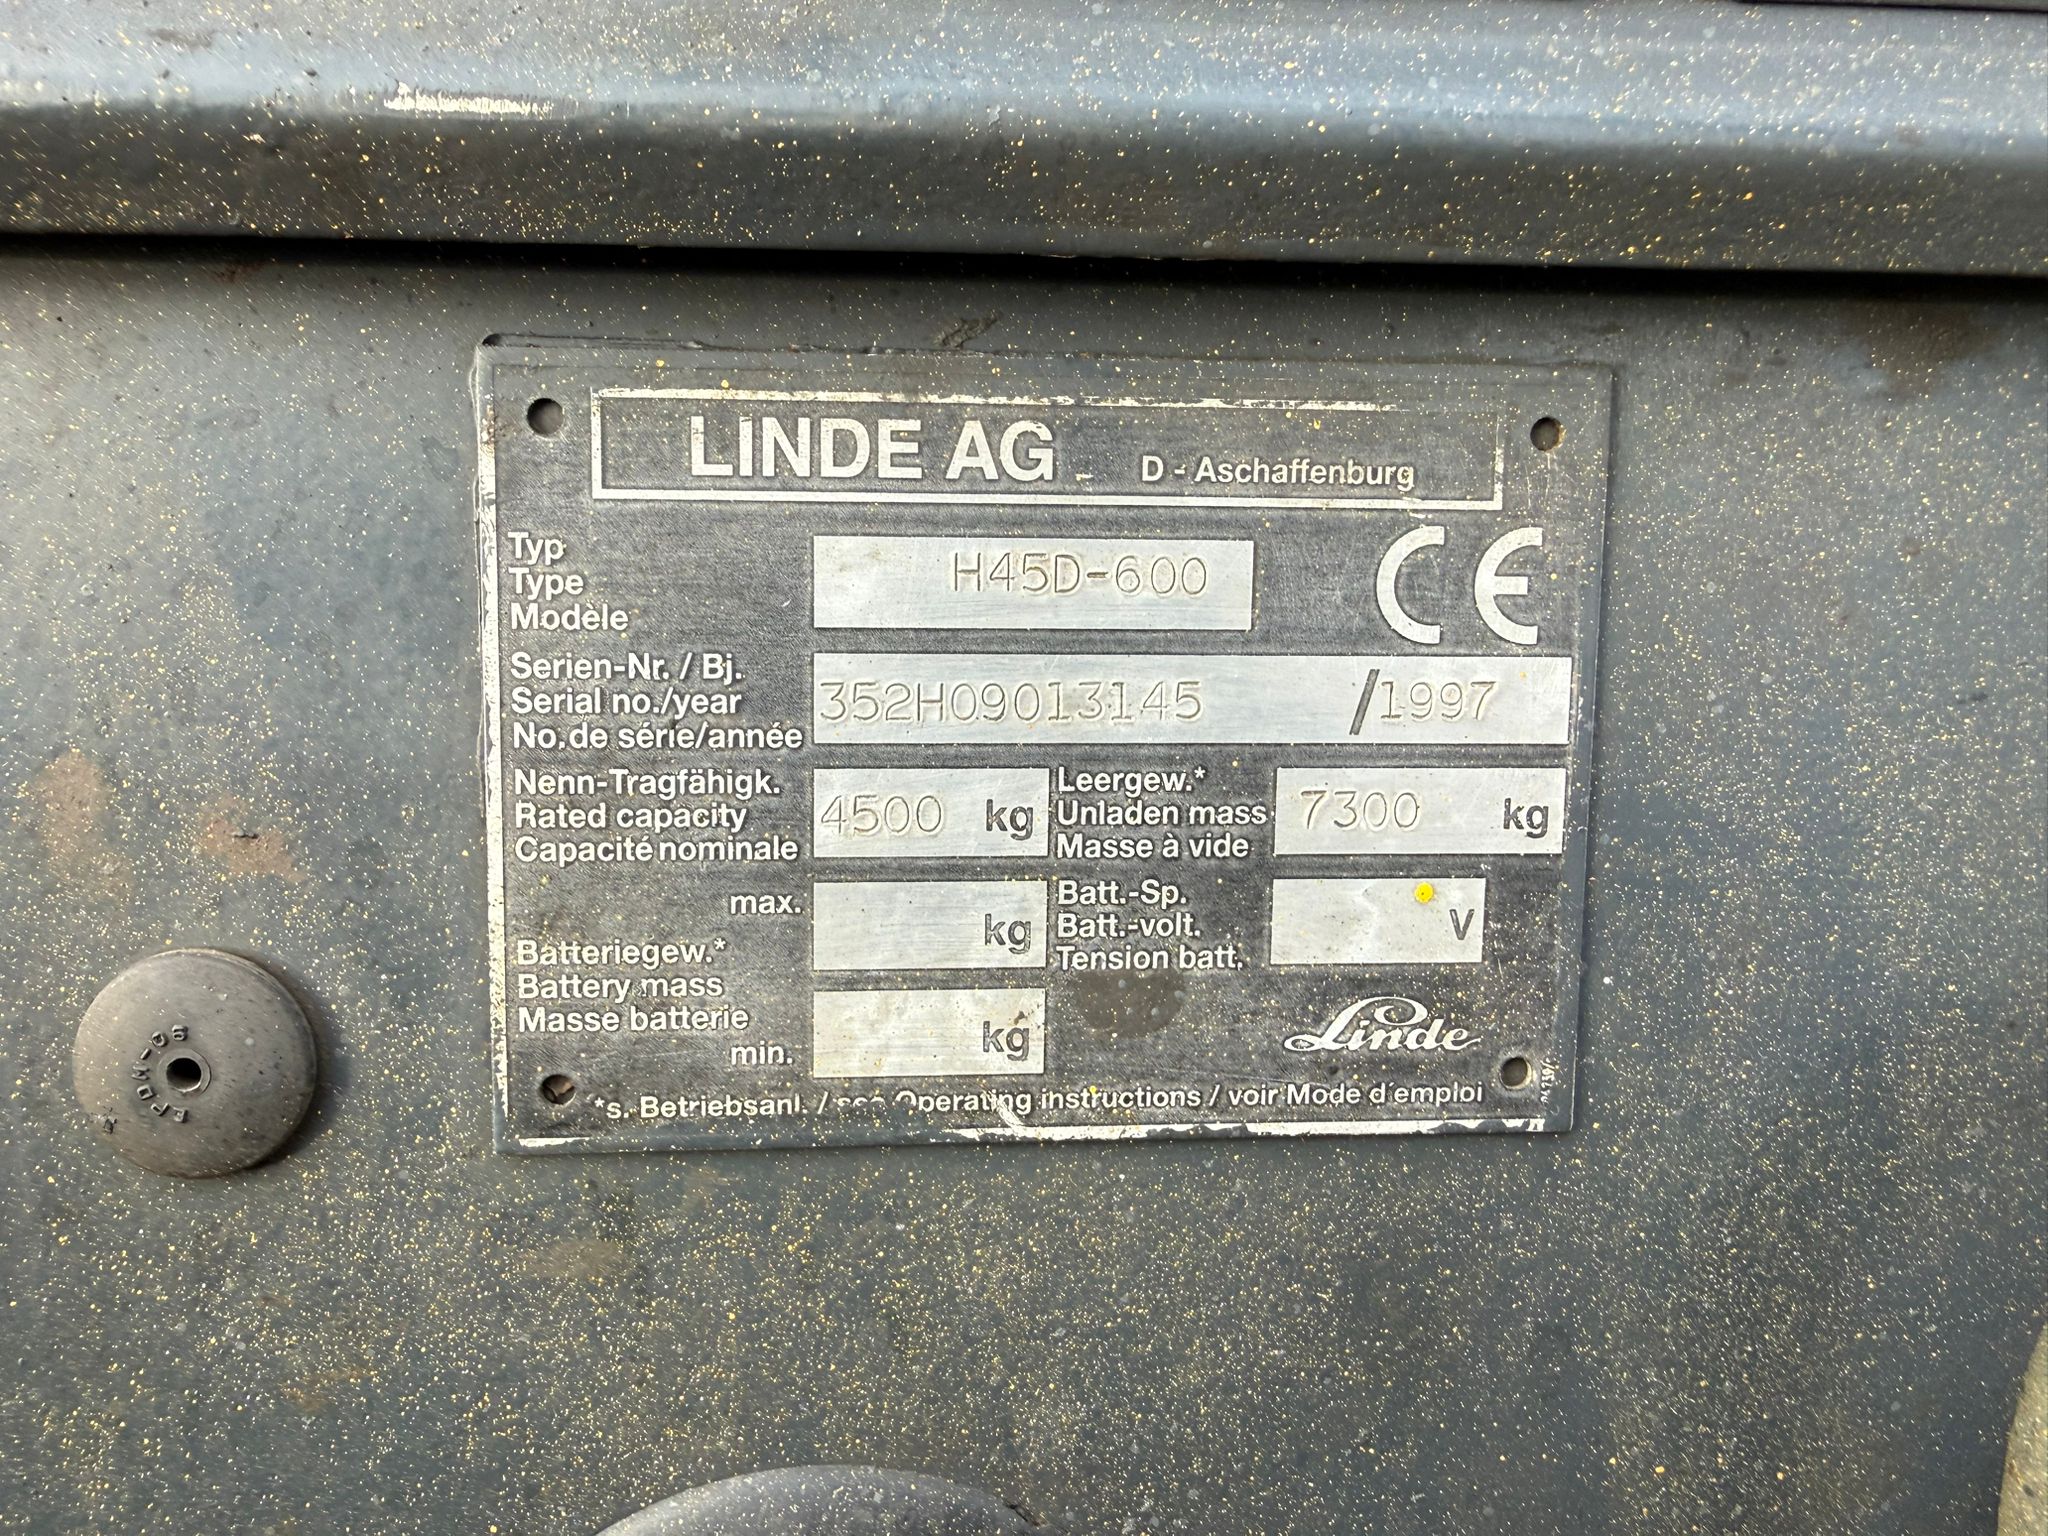 LINDE AG - D - Aschaffenburg
Typ
Type
Modèle
H45D-600
CE
Serien-Nr. / Bj.
Serial no./year
No.de série/année
352H09013145 /1997
Nenn-Tragfähigk.
Rated capacity
Capacité nominale
4500 kg
Leergew.*
Unladen mass
Masse à vide
7300 kg
max.
kg
Batteriegew.*
Battery mass
Masse batterie
min.
kg
Batt.-Sp.
Batt.-volt.
Tension batt.
V
Linde
*s. Betriebsanl. / see Operating instructions / voir Mode d'emploi